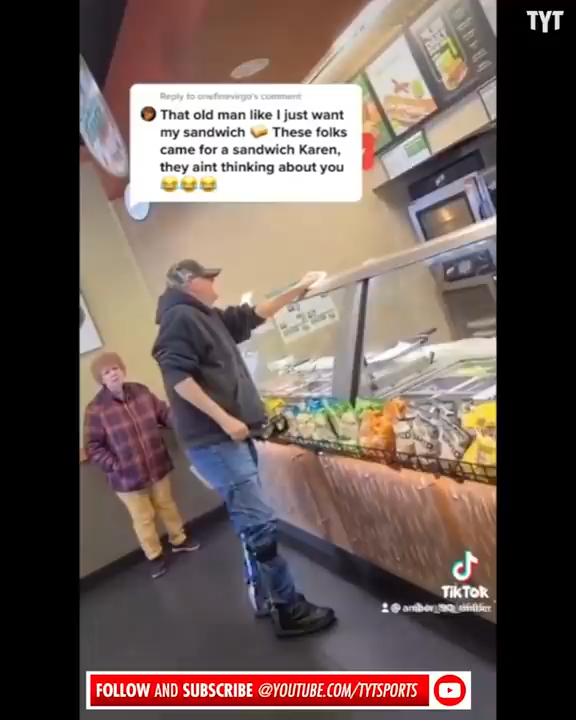 TYT
Reply to onefinevirgo's comment
That old man like I just want
my sandwich 🥪 These folks
came for a sandwich Karen,
they aint thinking about you
😂😂😂
TikTok
FOLLOW AND SUBSCRIBE @YOUTUBE.COM/TYTSPORTS